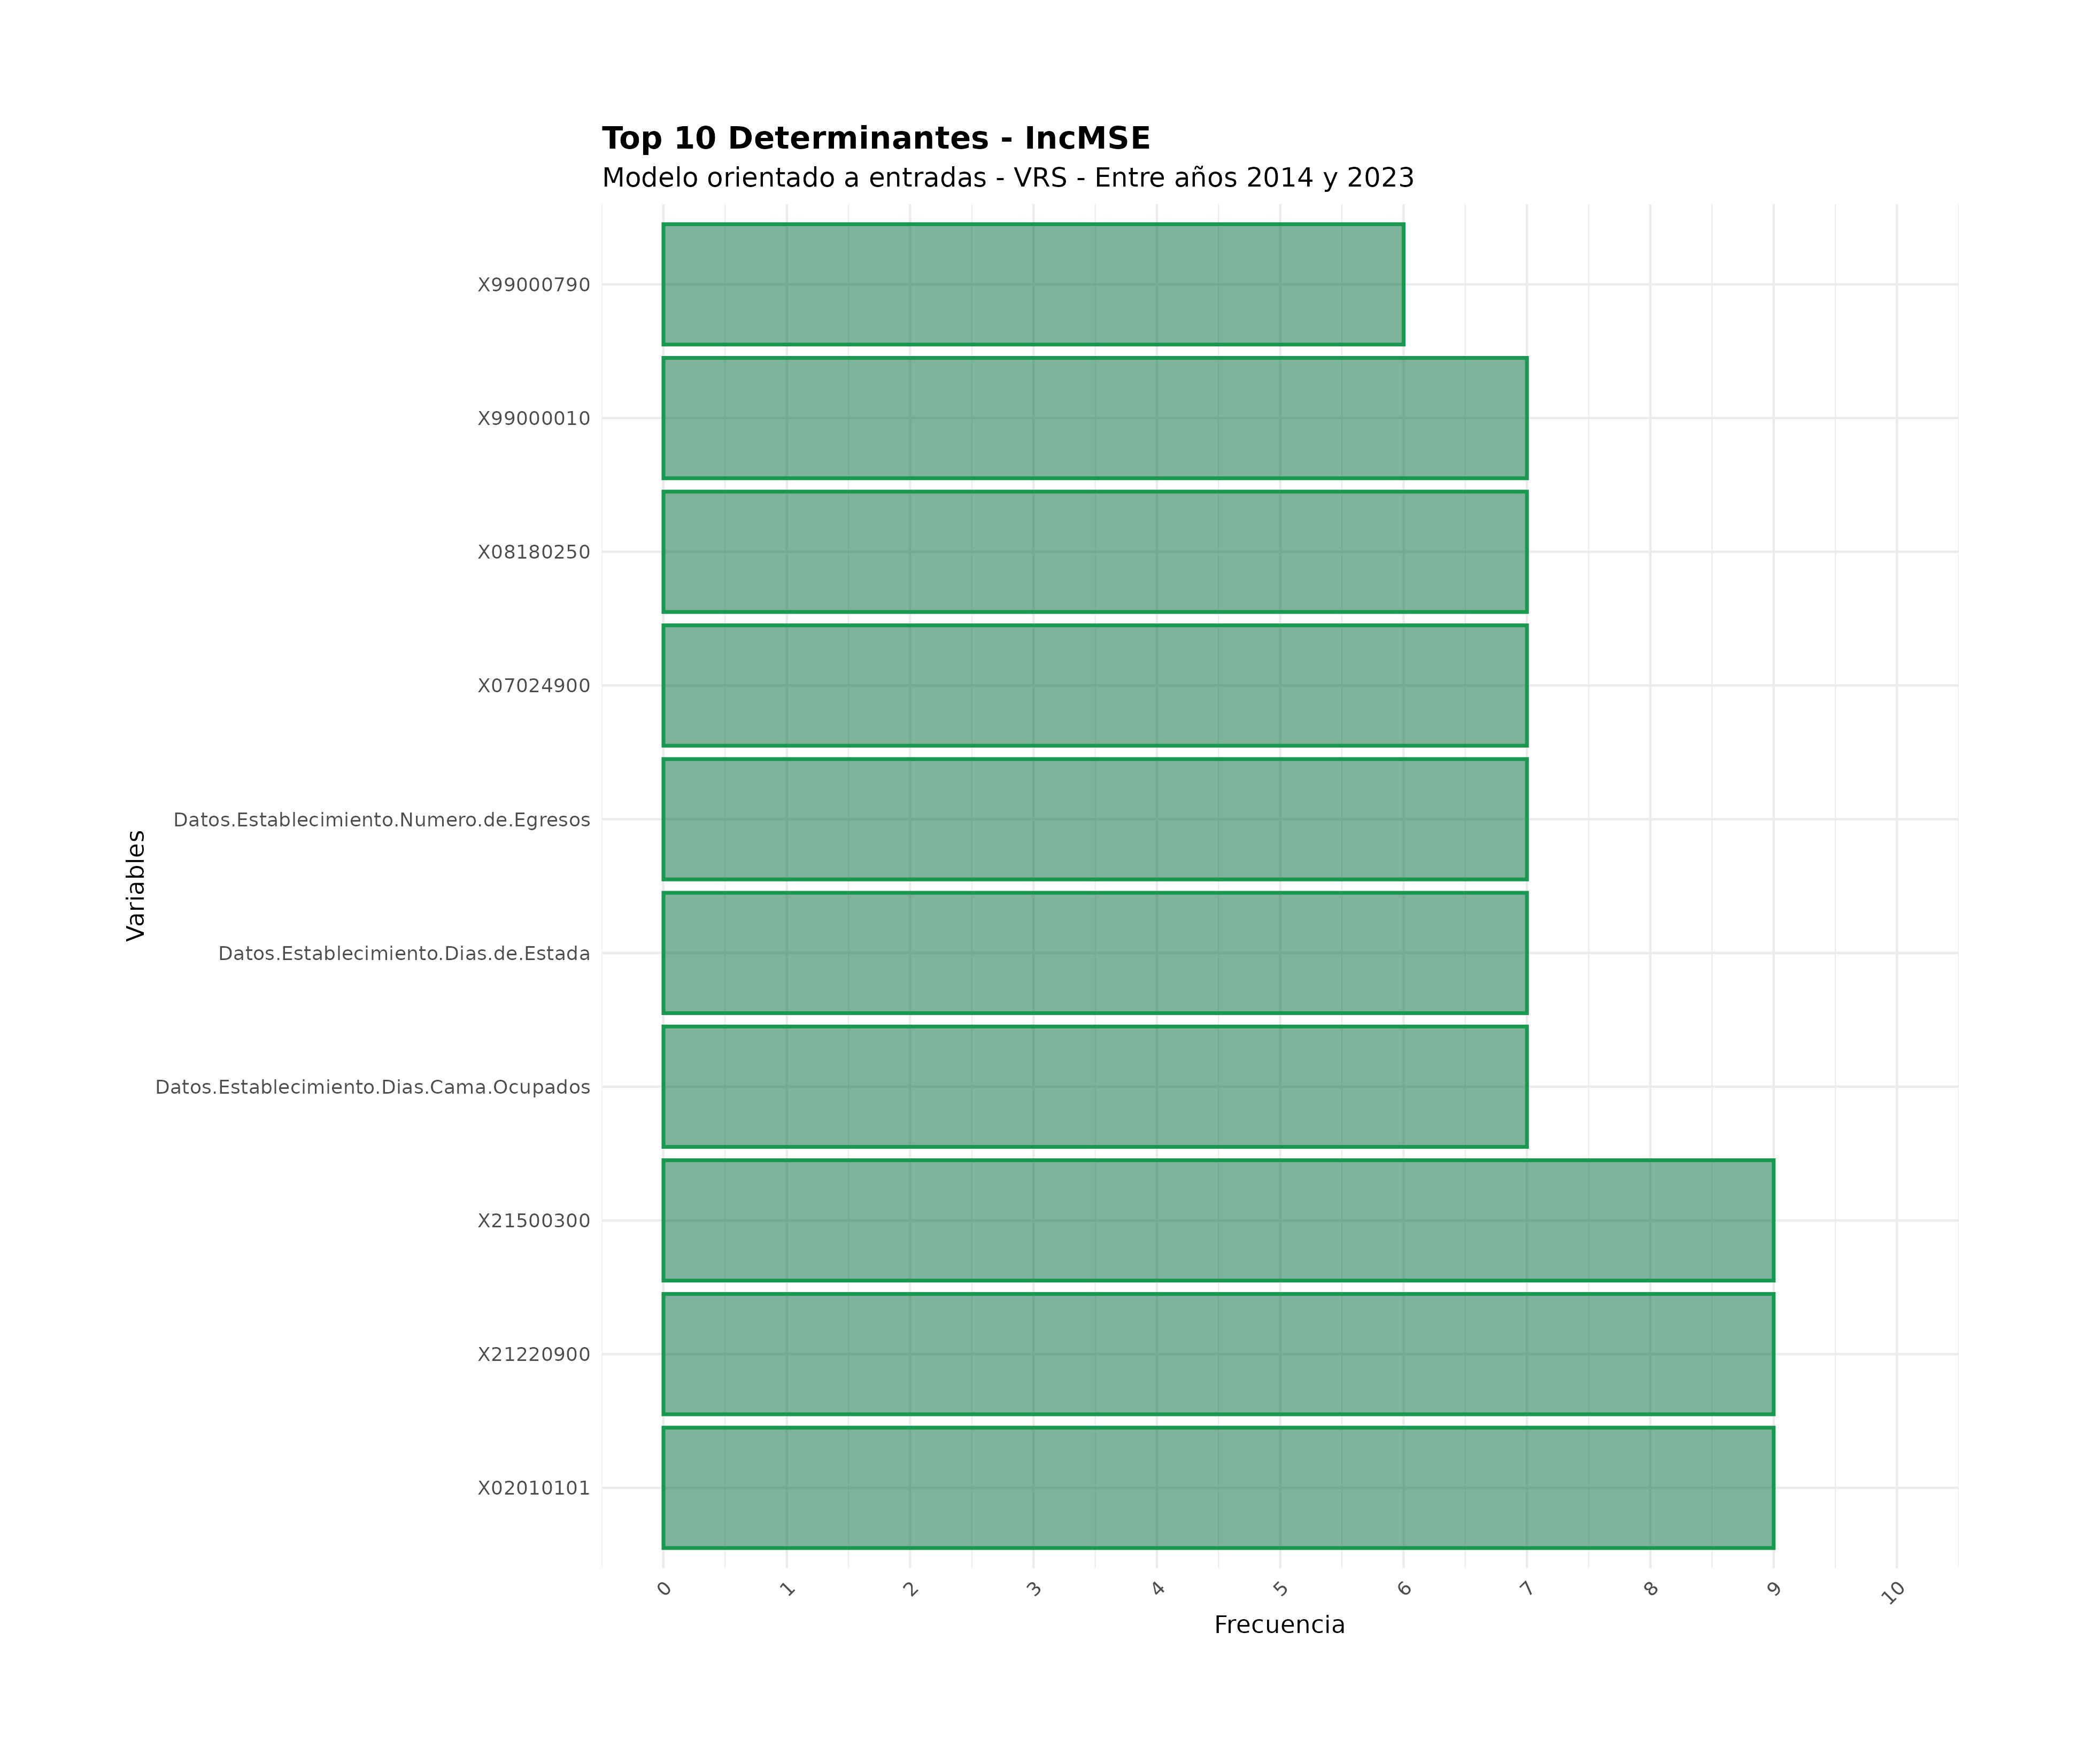 Top 10 Determinantes - IncMSE
Modelo orientado a entradas - VRS - Entre años 2014 y 2023
Variables
X99000790
X99000010
X08180250
X07024900
Datos.Establecimiento.Numero.de.Egresos
Datos.Establecimiento.Dias.de.Estada
Datos.Establecimiento.Dias.Cama.Ocupados
X21500300
X21220900
X02010101
0 1 2 3 4 5 6 7 8 9 10
Frecuencia